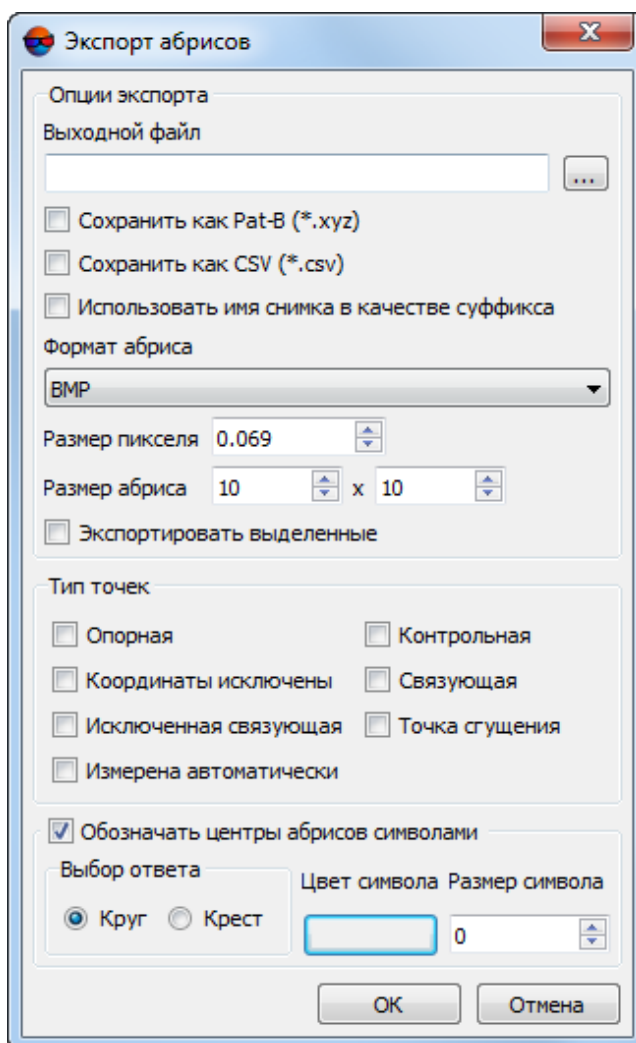 Экспорт абрисов
Опции экспорта
Выходной файл
...
Сохранить как Pat-B (*.xyz)
Сохранить как CSV (*.csv)
Использовать имя снимка в качестве суффикса
Формат абриса
BMP
Размер пикселя 0.069
Размер абриса 10 x 10
Экспортировать выделенные
Тип точек
Опорная Контрольная
Координаты исключены Связующая
Исключенная связующая Точка сгущения
Измерена автоматически
Обозначать центры абрисов символами
Выбор ответа Цвет символа Размер символа
Круг Крест 0
OK Отмена